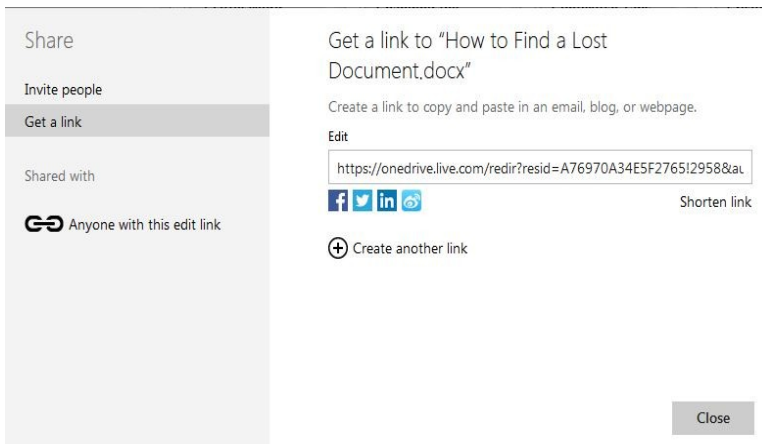 Share
Invite people
Get a link
Shared with
Anyone with this edit link
Get a link to “How to Find a Lost
Document.docx”
Create a link to copy and paste in an email, blog, or webpage.
Edit
https://onedrive.live.com/redir?resid=A76970A34E5F2765!2958&au
Shorten link
Create another link
Close